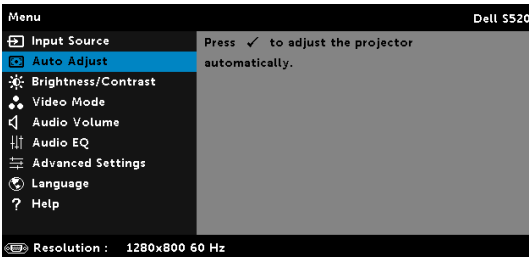 Menu Dell S520
Input Source
Auto Adjust
Brightness/Contrast
Video Mode
Audio Volume
Audio EQ
Advanced Settings
Language
? Help
Press ✓ to adjust the projector
automatically.
Resolution : 1280x800 60 Hz